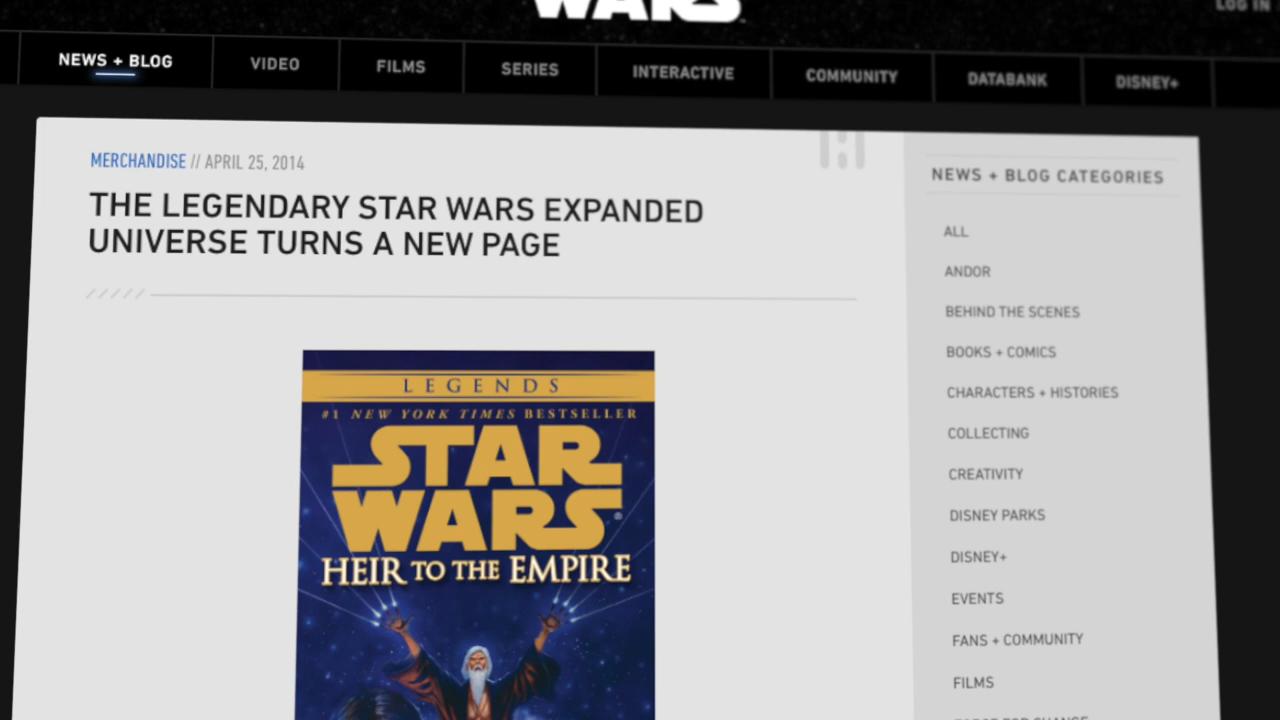 WARS
LOG IN
NEWS + BLOG
VIDEO
FILMS
SERIES
INTERACTIVE
COMMUNITY
DATABANK
DISNEY+
MERCHANDISE // APRIL 25, 2014
THE LEGENDARY STAR WARS EXPANDED
UNIVERSE TURNS A NEW PAGE
LEGENDS
#1 NEW YORK TIMES BESTSELLER
STAR
WARS®
HEIR TO THE EMPIRE
NEWS + BLOG CATEGORIES
ALL
ANDOR
BEHIND THE SCENES
BOOKS + COMICS
CHARACTERS + HISTORIES
COLLECTING
CREATIVITY
DISNEY PARKS
DISNEY+
EVENTS
FANS + COMMUNITY
FILMS